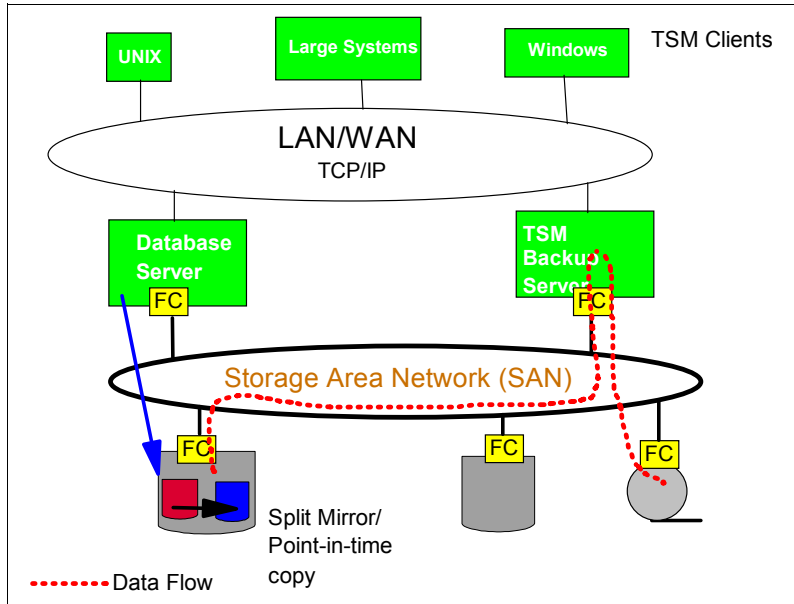 UNIX
Large Systems
Windows
TSM Clients
LAN/WAN
TCP/IP
Database
Server
FC
TSM
Backup
Server
FC
Storage Area Network (SAN)
FC
FC
FC
Split Mirror/
Point-in-time
copy
Data Flow